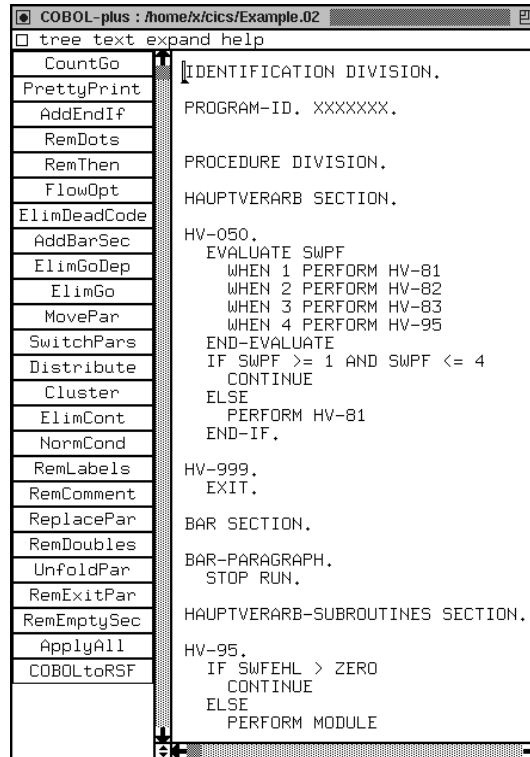 COBOL-plus : /home/x/cics/Example.02
tree text expand help
CountGo
PrettyPrint
AddEndIf
RemDots
RemThen
FlowOpt
ElimDeadCode
AddBarSec
ElimGoDep
ElimGo
MovePar
SwitchPars
Distribute
Cluster
ElimCont
NormCond
RemLabels
RemComment
ReplacePar
RemDoubles
UnfoldPar
RemExitPar
RemEmptySec
ApplyAll
COBOLtoRSF
IDENTIFICATION DIVISION.
PROGRAM-ID. XXXXXXX.
PROCEDURE DIVISION.
HAUPTVERARB SECTION.
HV-050.
EVALUATE SWPF
WHEN 1 PERFORM HV-81
WHEN 2 PERFORM HV-82
WHEN 3 PERFORM HV-83
WHEN 4 PERFORM HV-95
END-EVALUATE
IF SWPF >= 1 AND SWPF <= 4
CONTINUE
ELSE
PERFORM HV-81
END-IF.
HV-999.
EXIT.
BAR SECTION.
BAR-PARAGRAPH.
STOP RUN.
HAUPTVERARB-SUBROUTINES SECTION.
HV-95.
IF SWFEHL > ZERO
CONTINUE
ELSE
PERFORM MODULE